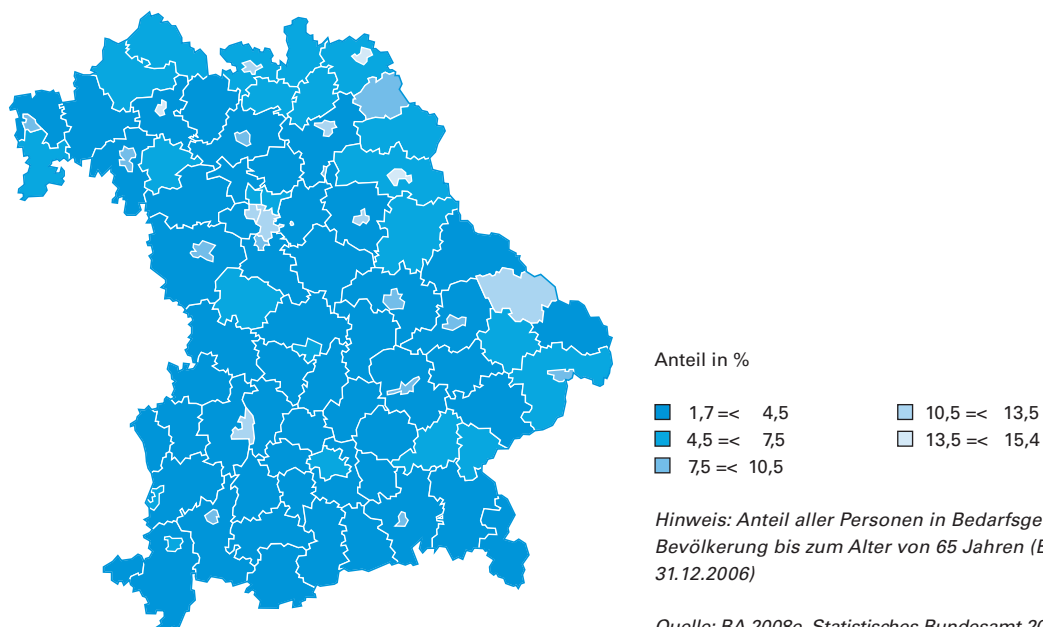 Anteil in %
1,7 =< 4,5
4,5 =< 7,5
7,5 =< 10,5
10,5 =< 13,5
13,5 =< 15,4
Hinweis: Anteil aller Personen in
Bevölkerung bis zum Alter von 65 Jahren
31.12.2006)
Quelle: BA 2008e, Statistisches Bundesamt